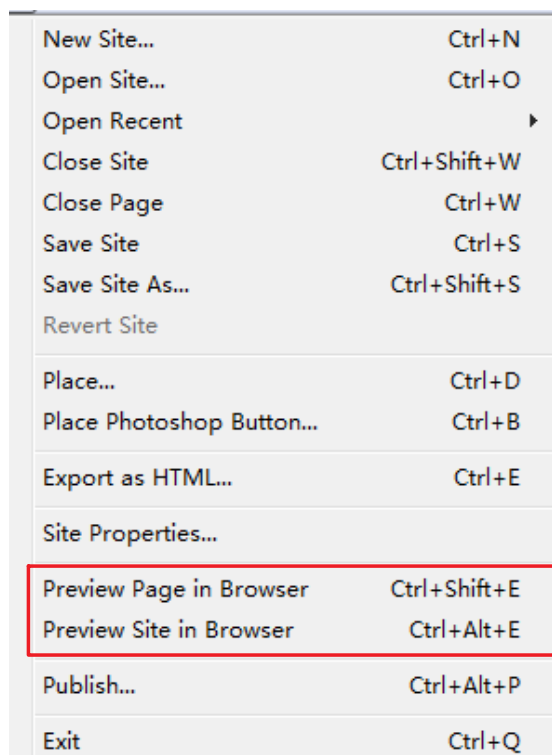 New Site... Ctrl+N
Open Site... Ctrl+O
Open Recent
Close Site Ctrl+Shift+W
Close Page Ctrl+W
Save Site Ctrl+S
Save Site As... Ctrl+Shift+S
Revert Site
Place... Ctrl+D
Place Photoshop Button... Ctrl+B
Export as HTML... Ctrl+E
Site Properties...
Preview Page in Browser Ctrl+Shift+E
Preview Site in Browser Ctrl+Alt+E
Publish... Ctrl+Alt+P
Exit Ctrl+Q